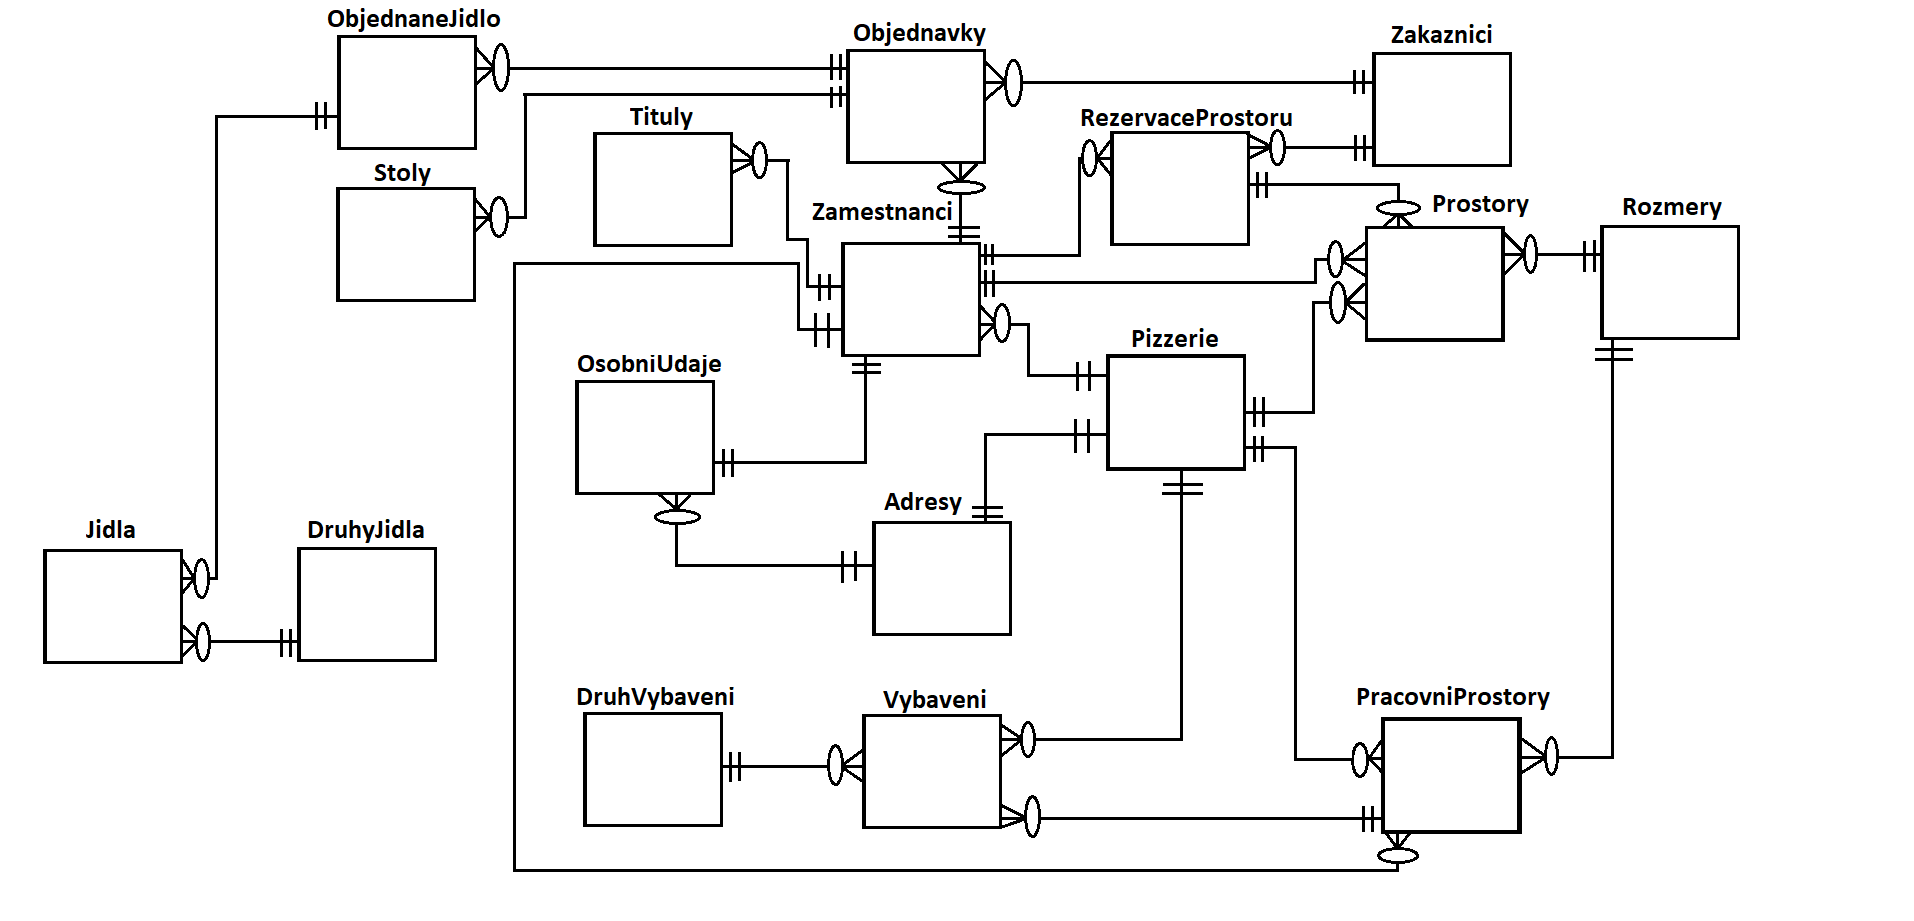 ObjednaneJidlo
Objednavky
Zakaznici
Tituly
RezervaceProstoru
Stoly
Zamestnanci
Prostory
Rozmery
Pizzerie
OsobniUdaje
Adresy
Jidla
DruhyJidla
DruhVybaveni
Vybaveni
PracovniProstory